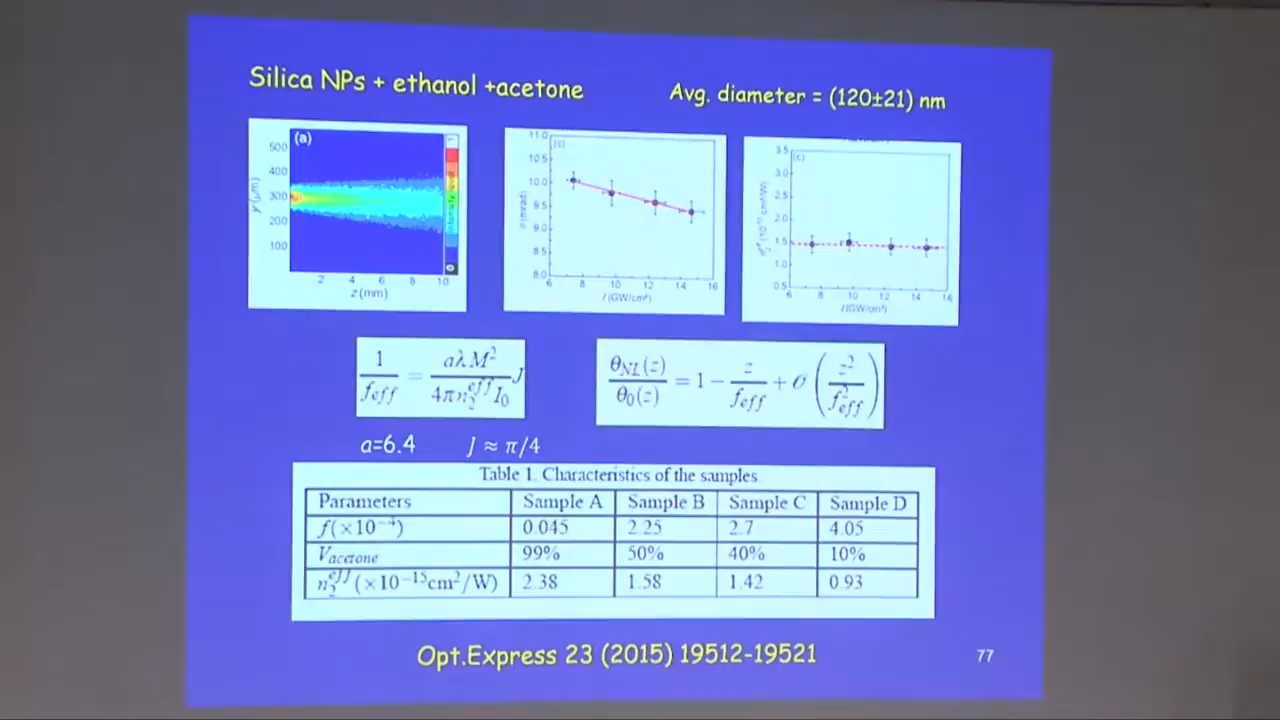 Silica NPs + ethanol +acetone
Avg. diameter = (120±21) nm
(a)
500
400
300
200
100
y (μm)
2 4 6 8 10
z (mm)
Intensity level
0
(c)
11.0
10.5
10.0
9.5
9.0
8.5
8.0
6 8 10 12 14 16
I (GW/cm²)
(c)
3.5
3.0
2.5
2.0
1.5
1.0
0.5
6 8 10 12 14 16
I (GW/cm²)
1/f_eff = aλM²/(4πn₂^eff I₀) J
θ_NL(z)/θ₀(z) = 1 − z/f_eff + 𝒪(z²/f²_eff)
a=6.4 J ≈ π/4
Table 1. Characteristics of the samples
Parameters Sample A Sample B Sample C Sample D
f(×10⁻⁴) 0.045 2.25 2.7 4.05
V_acetone 99% 50% 40% 10%
n₂^eff (×10⁻¹⁵cm²/W) 2.38 1.58 1.42 0.93
Opt.Express 23 (2015) 19512-19521
77